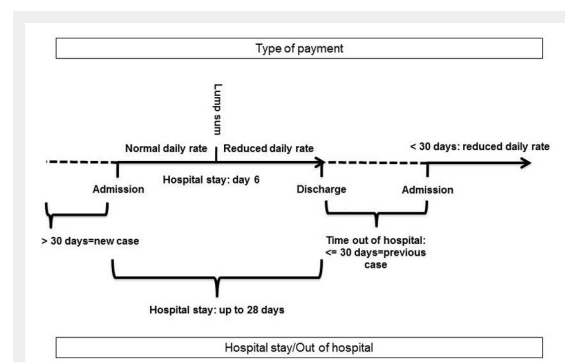 Type of payment
Lump sum
Normal daily rate
Reduced daily rate
< 30 days: reduced daily rate
Admission
Hospital stay: day 6
Discharge
Admission
> 30 days=new case
Time out of hospital:
<= 30 days=previous
case
Hospital stay: up to 28 days
Hospital stay/Out of hospital